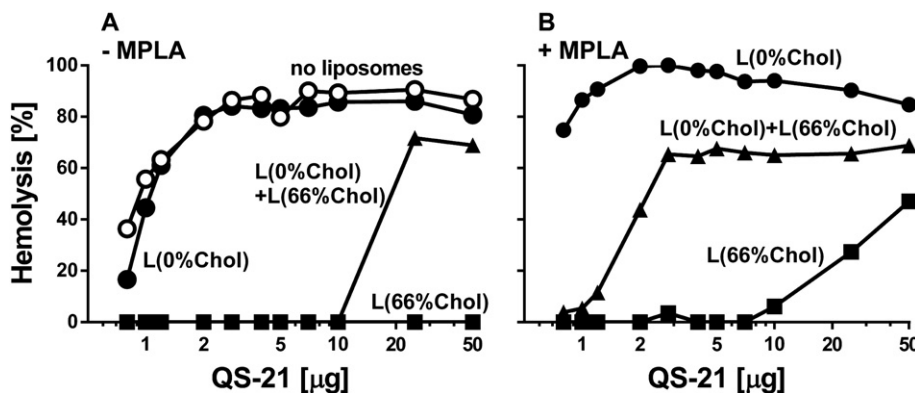 A
- MPLA
no liposomes
Hemolysis [%]
100
80
60
40
20
0
L(0%Chol)
L(0%Chol)
+L(66%Chol)
L(66%Chol)
1
2
5
10
20
50
QS-21 [μg]
B
+ MPLA
L(0%Chol)
L(0%Chol)+L(66%Chol)
L(66%Chol)
1
2
5
10
20
50
QS-21 [μg]